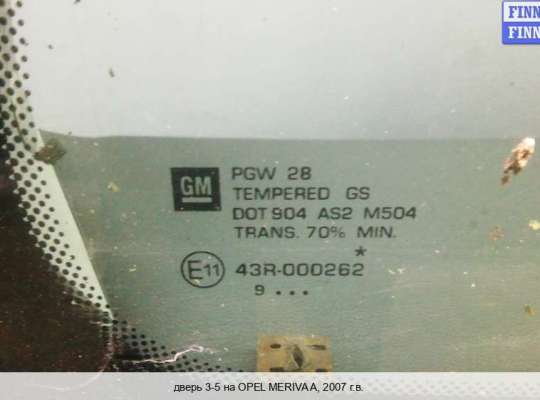 FINN
FINN
GM
PGW 28
TEMPERED GS
DOT 904 AS2 M504
TRANS. 70% MIN.
E11 43R-000262 *
9 ...
дверь 3-5 на OPEL MERIVA A, 2007 г.в.